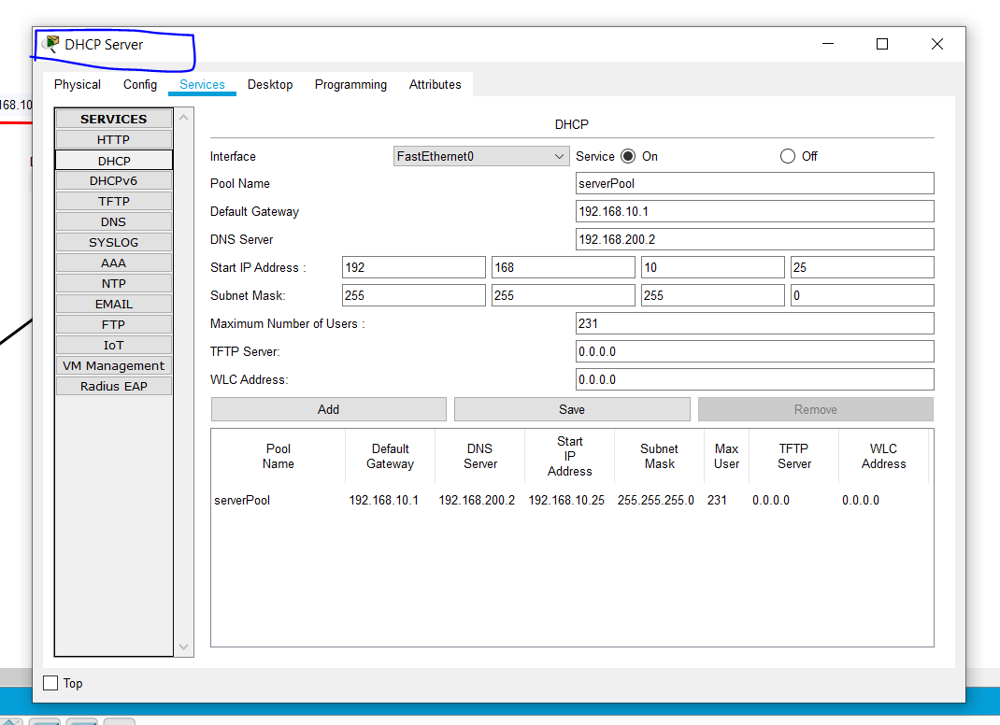 DHCP Server
Physical Config Services Desktop Programming Attributes
168.10
SERVICES
HTTP
DHCP
DHCPv6
TFTP
DNS
SYSLOG
AAA
NTP
EMAIL
FTP
IoT
VM Management
Radius EAP
DHCP
Interface FastEthernet0 Service On Off
Pool Name serverPool
Default Gateway 192.168.10.1
DNS Server 192.168.200.2
Start IP Address : 192 168 10 25
Subnet Mask: 255 255 255 0
Maximum Number of Users : 231
TFTP Server: 0.0.0.0
WLC Address: 0.0.0.0
Add Save Remove
Pool Name Default Gateway DNS Server Start IP Address Subnet Mask Max User TFTP Server WLC Address
serverPool 192.168.10.1 192.168.200.2 192.168.10.25 255.255.255.0 231 0.0.0.0 0.0.0.0
Top